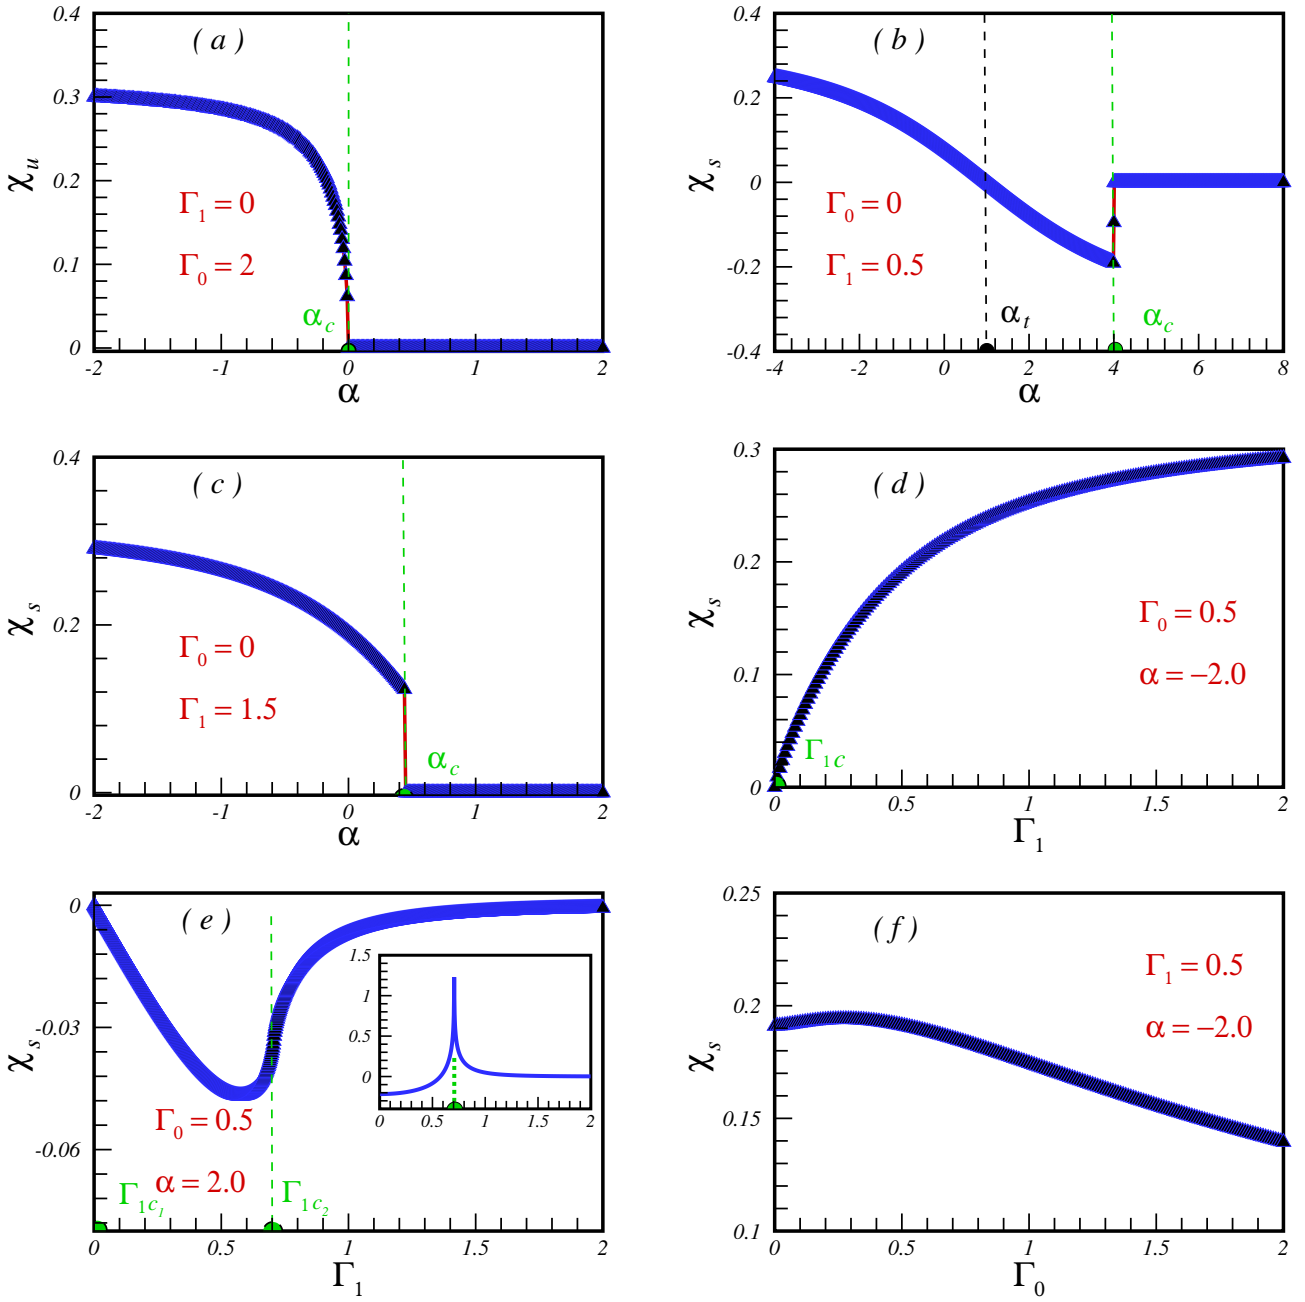 ( a )
0.4
0.3
0.2
0.1
0
χu
Γ1 = 0
Γ0 = 2
αc
-2 -1 0 1 2
α
( b )
0.4
0.2
0
-0.2
-0.4
χs
Γ0 = 0
Γ1 = 0.5
αt αc
-4 -2 0 2 4 6 8
α
( c )
0.4
0.2
0
χs
Γ0 = 0
Γ1 = 1.5
αc
-2 -1 0 1 2
α
( d )
0.3
0.2
0.1
0
χs
Γ0 = 0.5
α = −2.0
Γ1c
0 0.5 1 1.5 2
Γ1
( e )
0
-0.03
-0.06
χs
1.5
1
0.5
0
0 0.5 1 1.5 2
Γ0 = 0.5
α = 2.0
Γ1c1 Γ1c2
0 0.5 1 1.5 2
Γ1
( f )
0.25
0.2
0.15
0.1
χs
Γ1 = 0.5
α = −2.0
0 0.5 1 1.5 2
Γ0